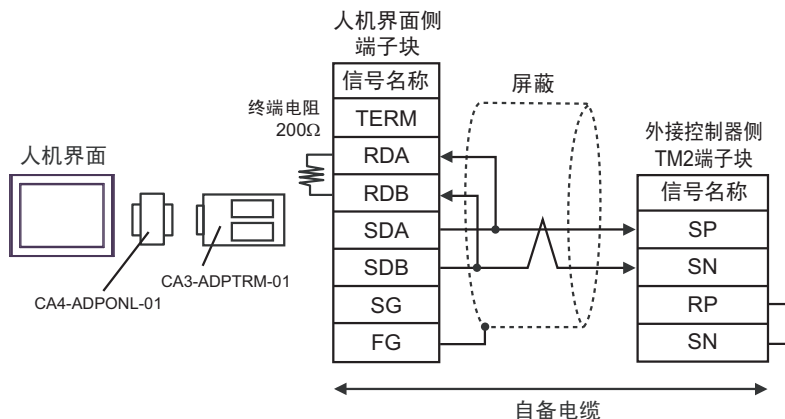 人机界面侧
端子块
信号名称
TERM
RDA
RDB
SDA
SDB
SG
FG
终端电阻
200Ω
屏蔽
人机界面
CA4-ADPONL-01
CA3-ADPTRM-01
外接控制器侧
TM2端子块
信号名称
SP
SN
RP
SN
自备电缆